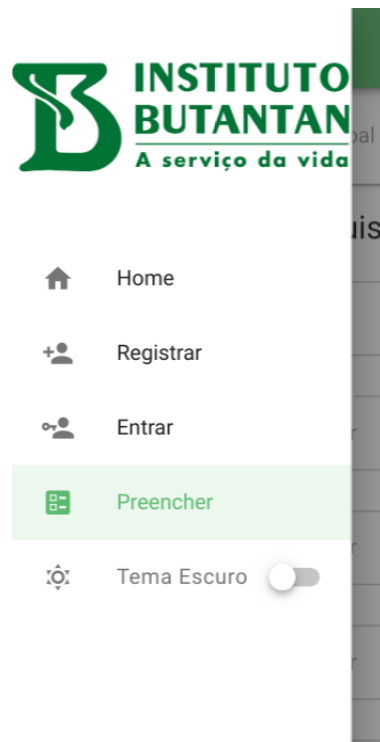 INSTITUTO
BUTANTAN
A serviço da vida
Home
Registrar
Entrar
Preencher
Tema Escuro